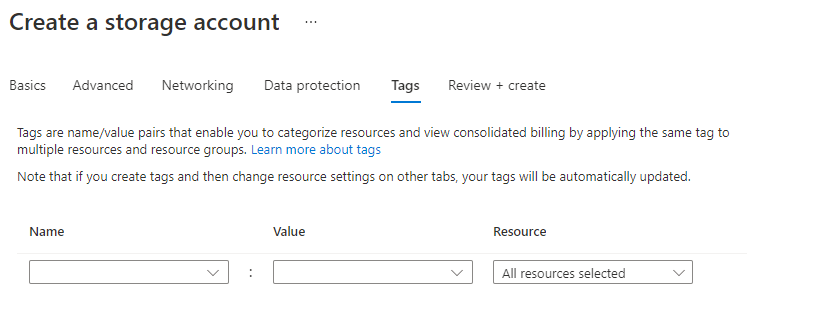 Create a storage account ...
Basics Advanced Networking Data protection Tags Review + create
Tags are name/value pairs that enable you to categorize resources and view consolidated billing by applying the same tag to
multiple resources and resource groups. Learn more about tags
Note that if you create tags and then change resource settings on other tabs, your tags will be automatically updated.
Name Value Resource
: All resources selected